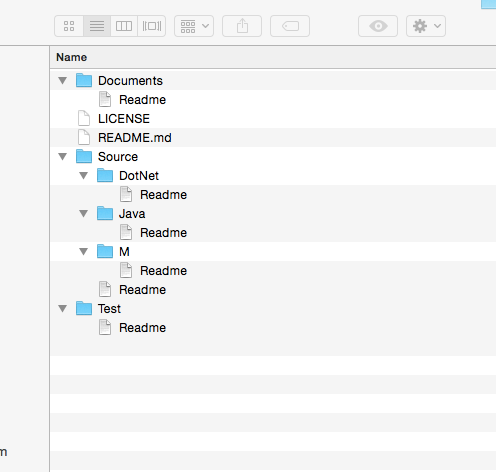 Name
Documents
Readme
LICENSE
README.md
Source
DotNet
Readme
Java
Readme
M
Readme
Readme
Test
Readme
m